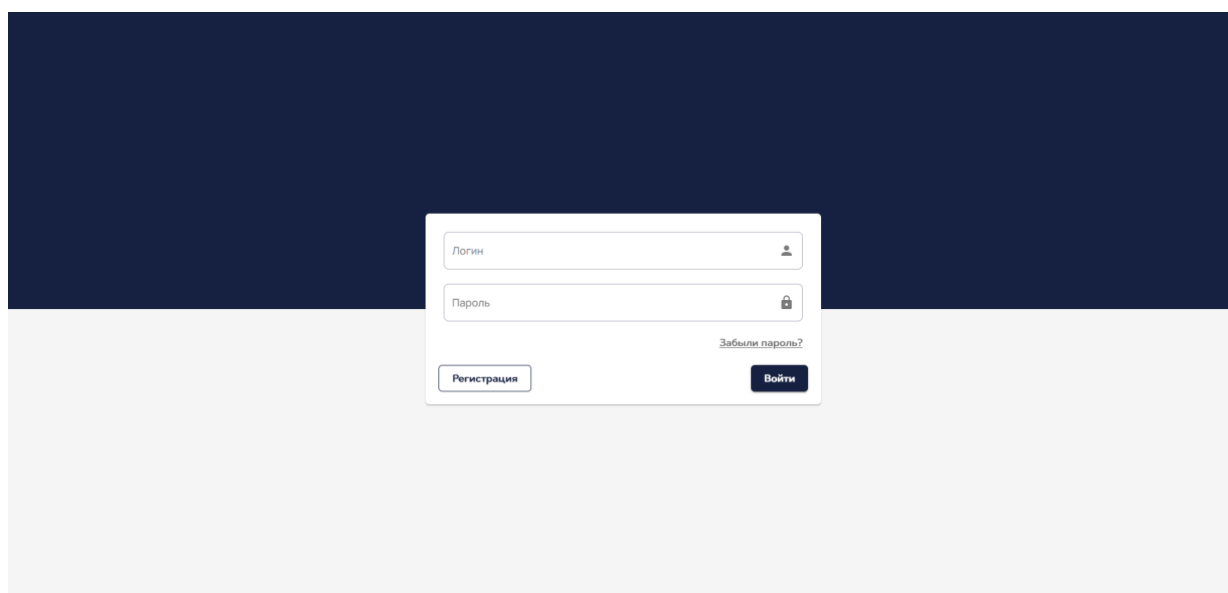 Логин
Пароль
Забыли пароль?
Регистрация
Войти